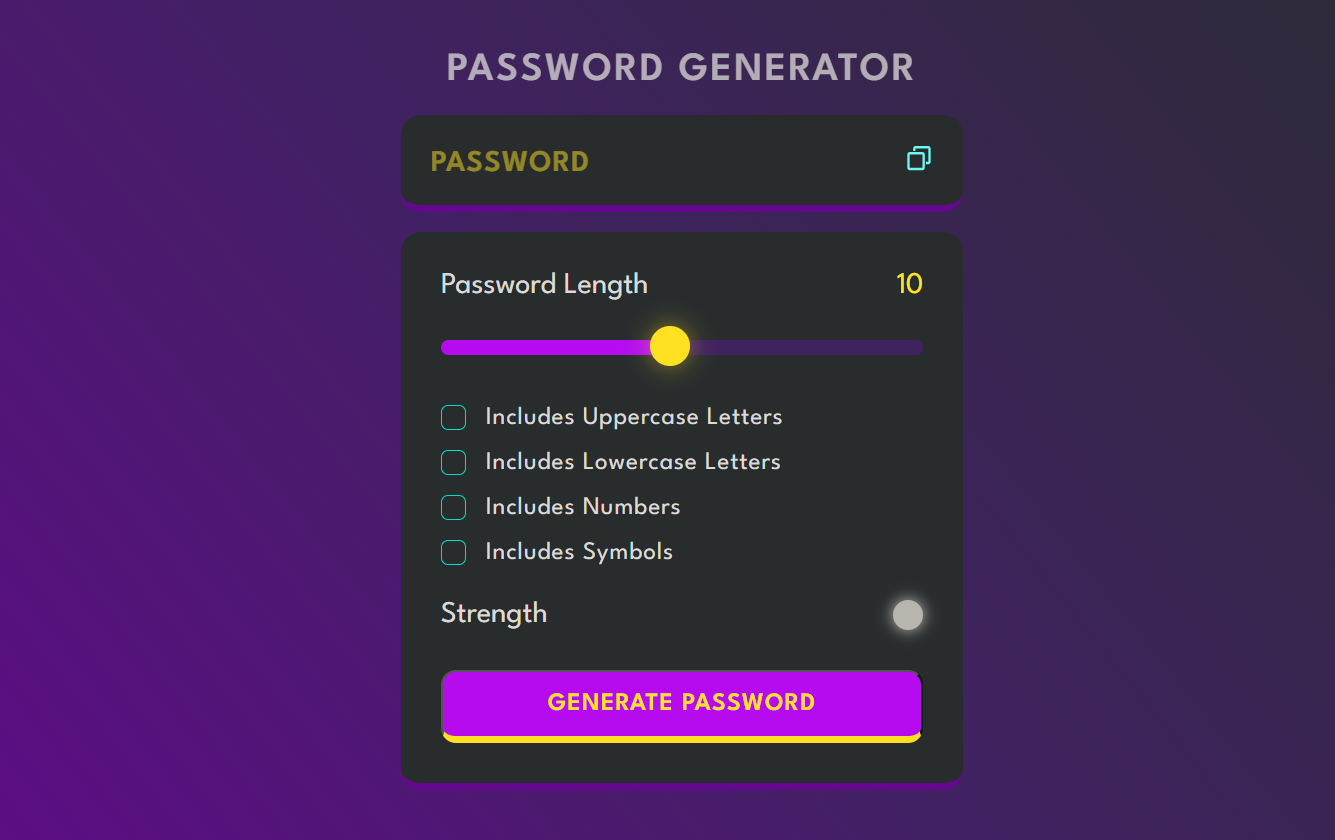 PASSWORD GENERATOR
PASSWORD
Password Length 10
Includes Uppercase Letters
Includes Lowercase Letters
Includes Numbers
Includes Symbols
Strength
GENERATE PASSWORD